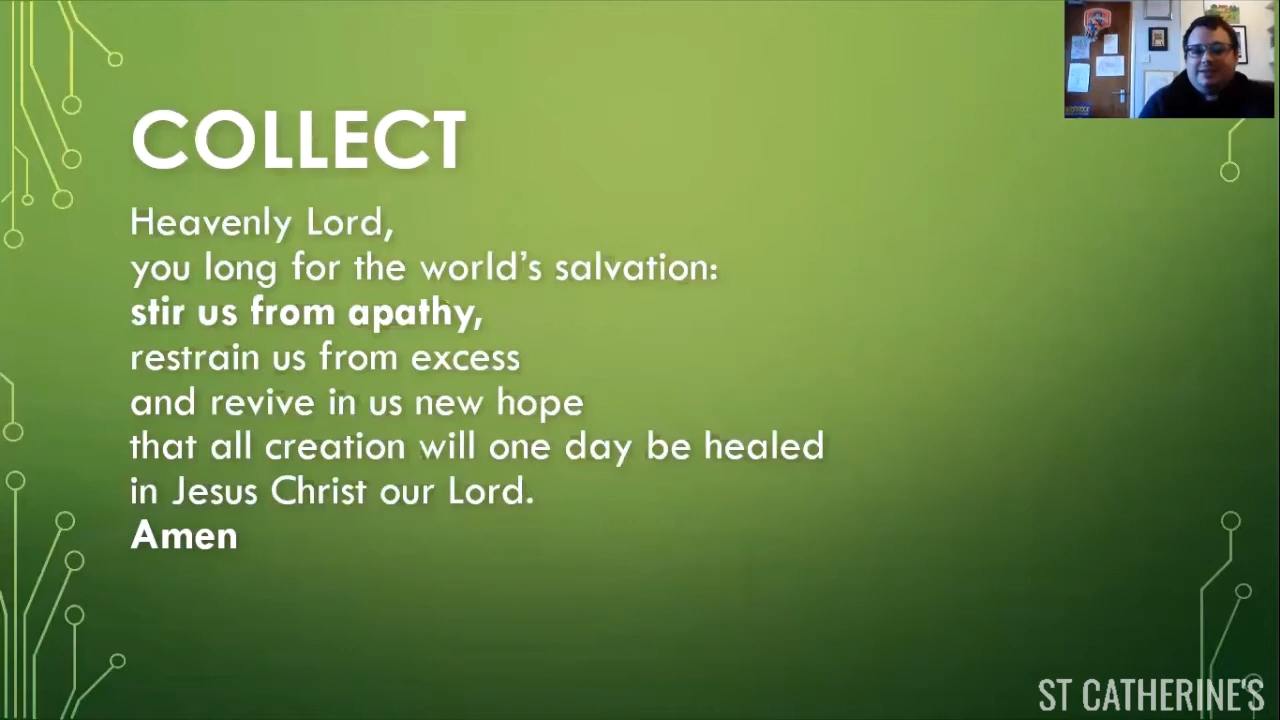 COLLECT
Heavenly Lord,
you long for the world’s salvation:
stir us from apathy,
restrain us from excess
and revive in us new hope
that all creation will one day be healed
in Jesus Christ our Lord.
Amen
ST CATHERINE'S